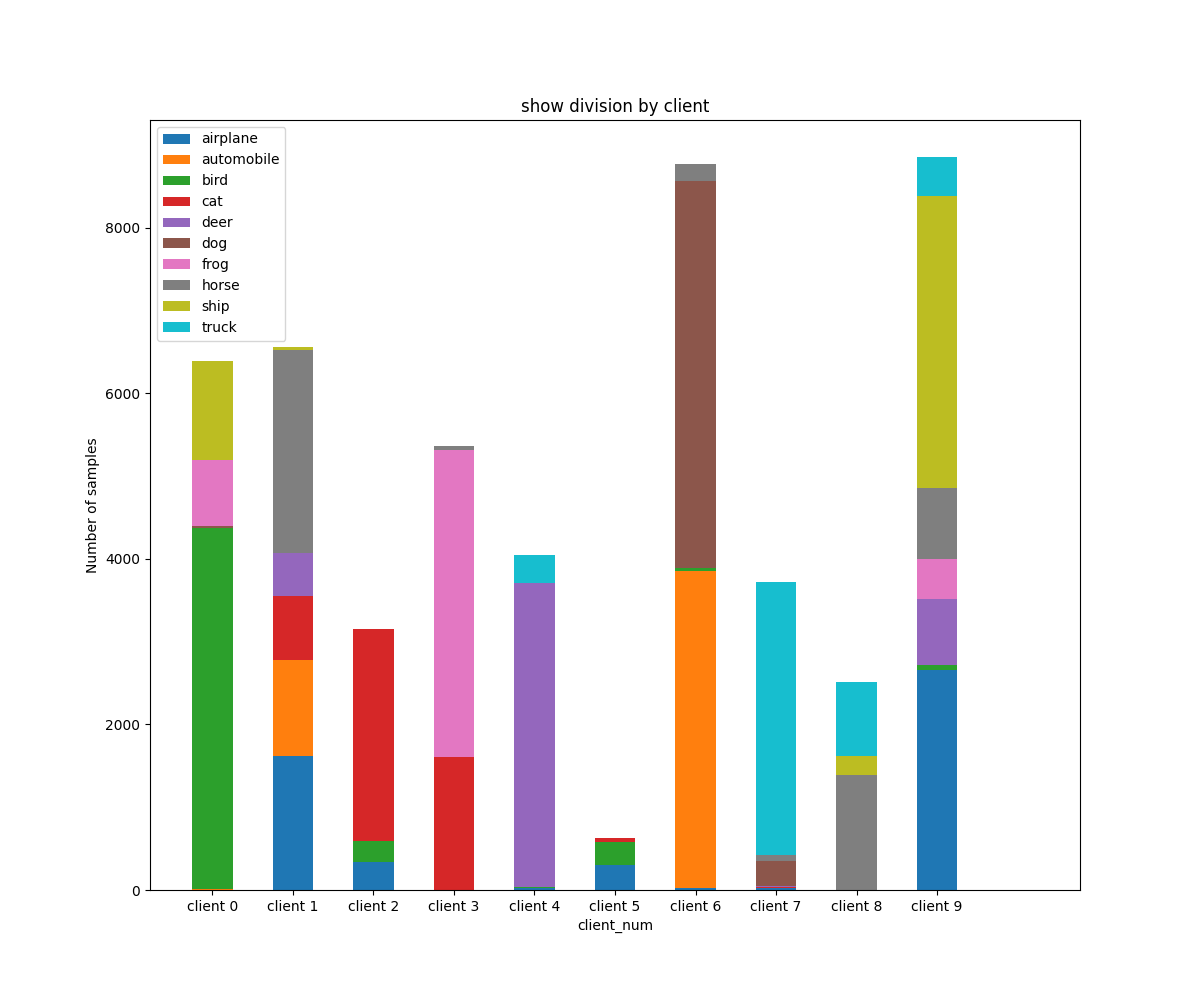 show division by client
airplane
automobile
bird
cat
deer
dog
frog
horse
ship
truck
8000
6000
4000
2000
0
Number of samples
client 0 client 1 client 2 client 3 client 4 client 5 client 6 client 7 client 8 client 9
client_num